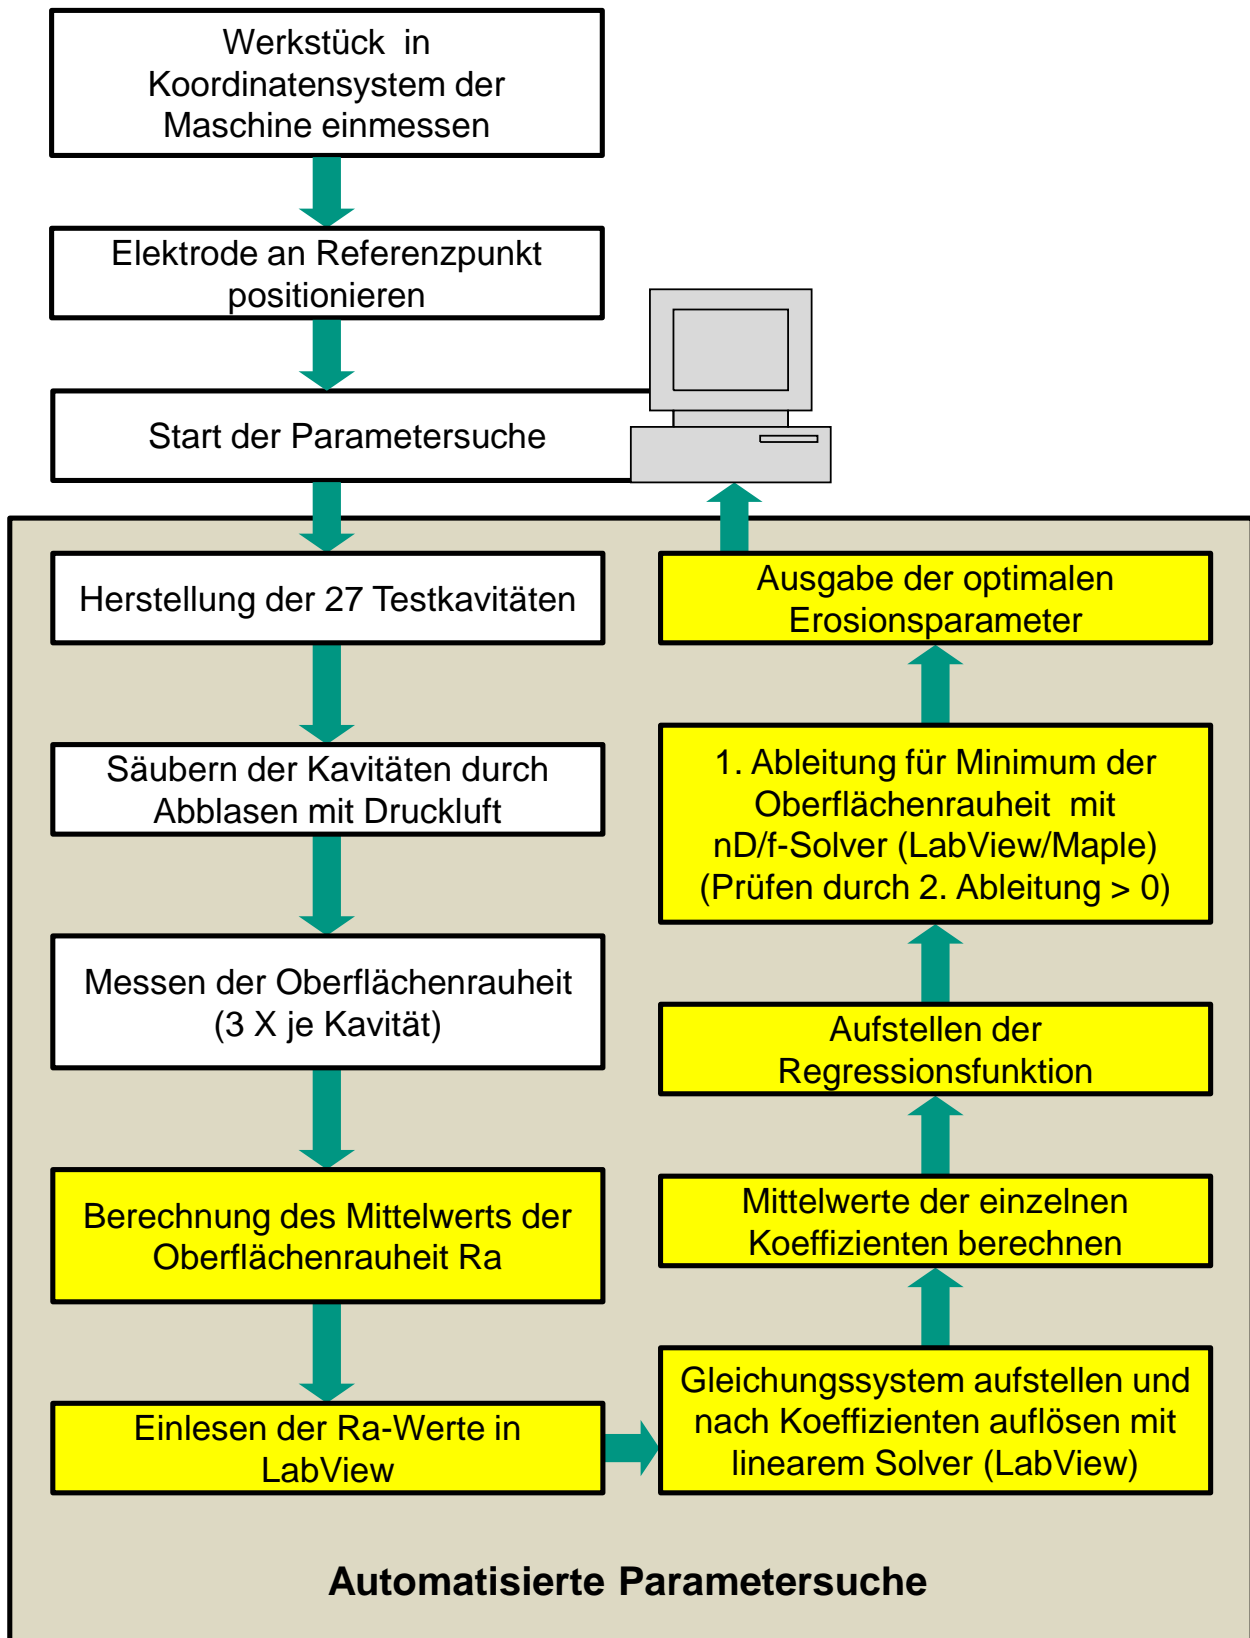 Werkstück in
Koordinatensystem der
Maschine einmessen
Elektrode an Referenzpunkt
positionieren
Start der Parametersuche
Herstellung der 27 Testkavitäten
Säubern der Kavitäten durch
Abblasen mit Druckluft
Messen der Oberflächenrauheit
(3 X je Kavität)
Berechnung des Mittelwerts der
Oberflächenrauheit Ra
Einlesen der Ra-Werte in
LabView
Gleichungssystem aufstellen und
nach Koeffizienten auflösen mit
linearem Solver (LabView)
Mittelwerte der einzelnen
Koeffizienten berechnen
Aufstellen der
Regressionsfunktion
1. Ableitung für Minimum der
Oberflächenrauheit mit
nD/f-Solver (LabView/Maple)
(Prüfen durch 2. Ableitung > 0)
Ausgabe der optimalen
Erosionsparameter
Automatisierte Parametersuche